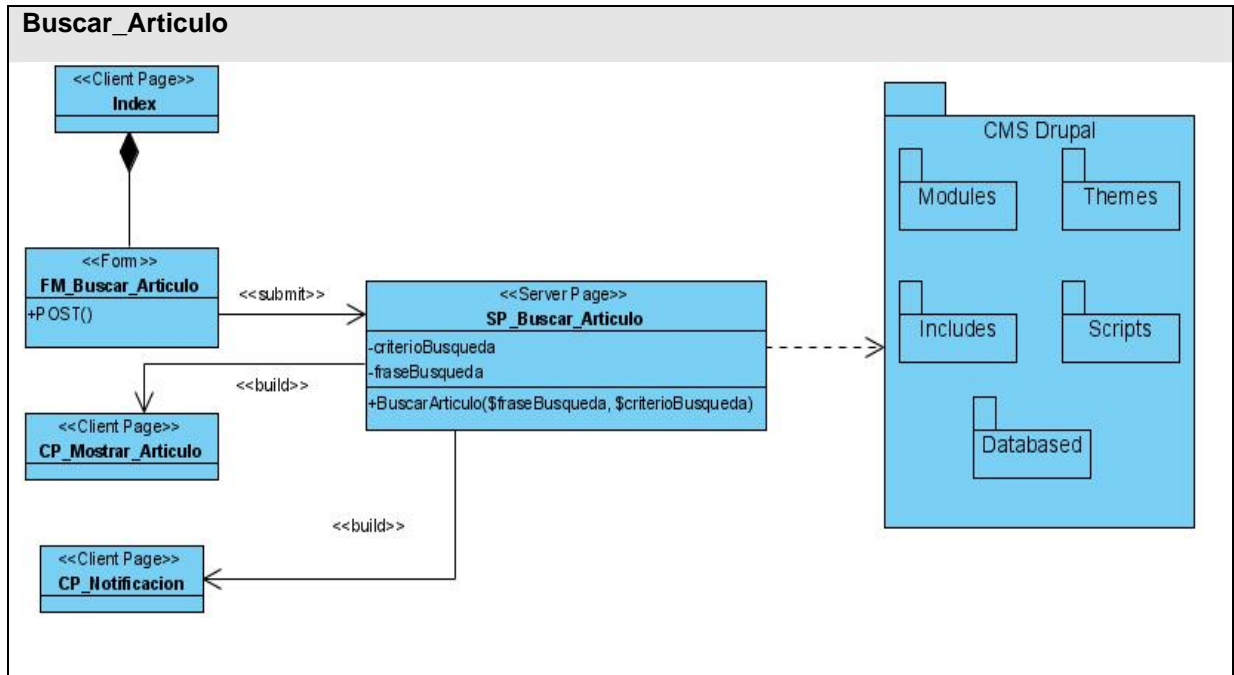 Buscar_Articulo
<<Client Page>>
Index
<<Form>>
FM_Buscar_Articulo
+POST()
<<submit>>
<<Server Page>>
SP_Buscar_Articulo
-criterioBusqueda
-fraseBusqueda
+BuscarArticulo($fraseBusqueda, $criterioBusqueda)
<<build>>
<<Client Page>>
CP_Mostrar_Articulo
<<build>>
<<Client Page>>
CP_Notificacion
CMS Drupal
Modules
Themes
Includes
Scripts
Databased